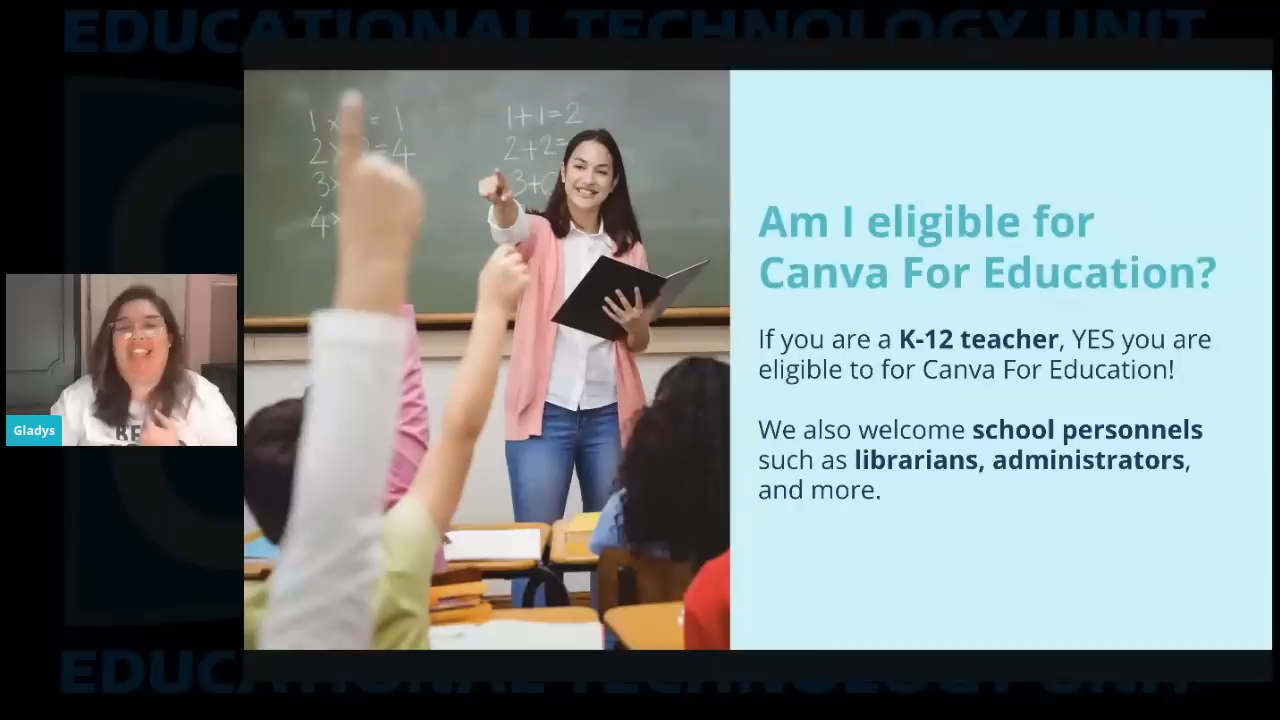 EDUCATIONAL TECHNOLOGY UNIT
1+1=2
Am I eligible for
Canva For Education?
If you are a K-12 teacher, YES you are
eligible to for Canva For Education!
We also welcome school personnels
such as librarians, administrators,
and more.
Gladys
EDUCATIONAL TECHNOLOGY UNIT